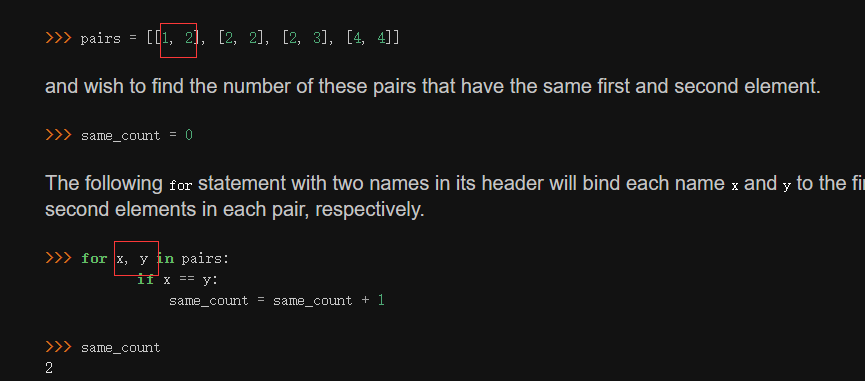 >>> pairs = [[1, 2], [2, 2], [2, 3], [4, 4]]
and wish to find the number of these pairs that have the same first and second element.
>>> same_count = 0
The following for statement with two names in its header will bind each name x and y to the
second elements in each pair, respectively.
>>> for x, y in pairs:
if x == y:
same_count = same_count + 1
>>> same_count
2